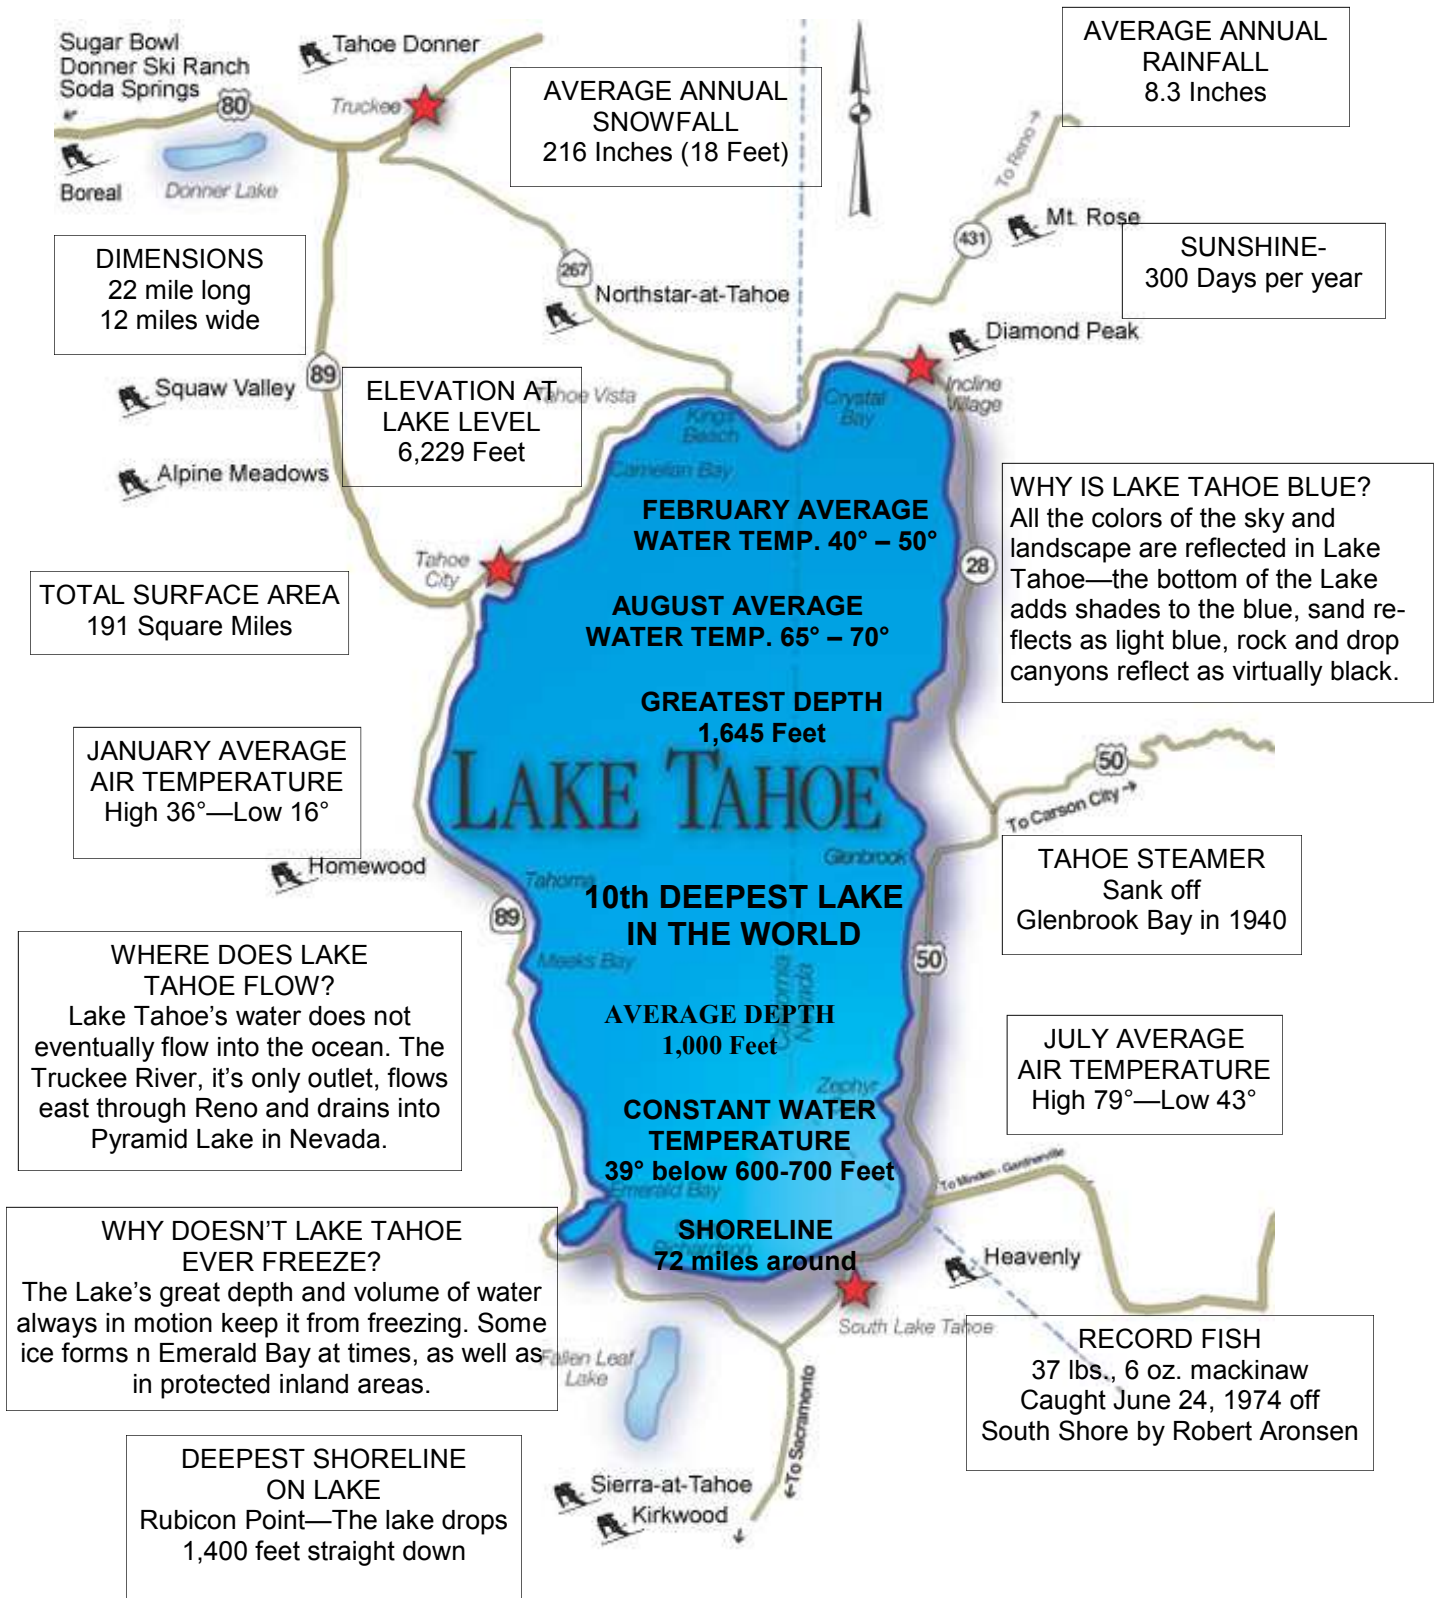 Sugar Bowl
Donner Ski Ranch
Soda Springs
80
Boreal
Donner Lake
Tahoe Donner
Truckee
AVERAGE ANNUAL
SNOWFALL
216 Inches (18 Feet)
AVERAGE ANNUAL
RAINFALL
8.3 Inches
To Reno →
Mt. Rose
431
SUNSHINE-
300 Days per year
DIMENSIONS
22 mile long
12 miles wide
267
Northstar-at-Tahoe
Diamond Peak
Incline
Village
Crystal
Bay
89
Squaw Valley
Alpine Meadows
ELEVATION AT
LAKE LEVEL
6,229 Feet
Tahoe Vista
Kings
Beach
Carnelian Bay
FEBRUARY AVERAGE
WATER TEMP. 40° – 50°
AUGUST AVERAGE
WATER TEMP. 65° – 70°
GREATEST DEPTH
1,645 Feet
LAKE TAHOE
WHY IS LAKE TAHOE BLUE?
All the colors of the sky and
landscape are reflected in Lake
Tahoe—the bottom of the Lake
adds shades to the blue, sand re-
flects as light blue, rock and drop
canyons reflect as virtually black.
28
Tahoe
City
TOTAL SURFACE AREA
191 Square Miles
JANUARY AVERAGE
AIR TEMPERATURE
High 36°—Low 16°
Homewood
50
To Carson City →
Glenbrook
TAHOE STEAMER
Sank off
Glenbrook Bay in 1940
Tahoma
10th DEEPEST LAKE
IN THE WORLD
89
Meeks Bay
50
California
Nevada
WHERE DOES LAKE
TAHOE FLOW?
Lake Tahoe's water does not
eventually flow into the ocean. The
Truckee River, it's only outlet, flows
east through Reno and drains into
Pyramid Lake in Nevada.
AVERAGE DEPTH
1,000 Feet
JULY AVERAGE
AIR TEMPERATURE
High 79°—Low 43°
Zephyr
CONSTANT WATER
TEMPERATURE
39° below 600-700 Feet
Emerald Bay
To Minden - Gardnerville
SHORELINE
72 miles around
Richardson
WHY DOESN'T LAKE TAHOE
EVER FREEZE?
The Lake's great depth and volume of water
always in motion keep it from freezing. Some
ice forms n Emerald Bay at times, as well as
in protected inland areas.
Heavenly
South Lake Tahoe
Fallen Leaf
Lake
RECORD FISH
37 lbs., 6 oz. mackinaw
Caught June 24, 1974 off
South Shore by Robert Aronsen
DEEPEST SHORELINE
ON LAKE
Rubicon Point—The lake drops
1,400 feet straight down
←To Sacramento
Sierra-at-Tahoe
Kirkwood